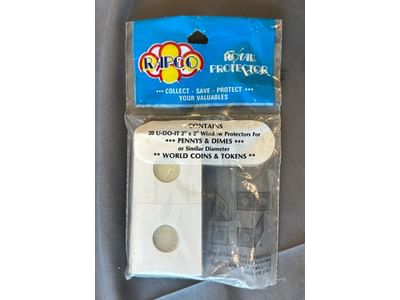 RAPCO
ROYAL
PROTECTOR
••• COLLECT - SAVE - PROTECT •••
YOUR VALUABLES
CONTAINS
20 U-DO-IT 2" x 2" Window Protectors For
*** PENNYS & DIMES ***
or Similar Diameter
** WORLD COINS & TOKENS **